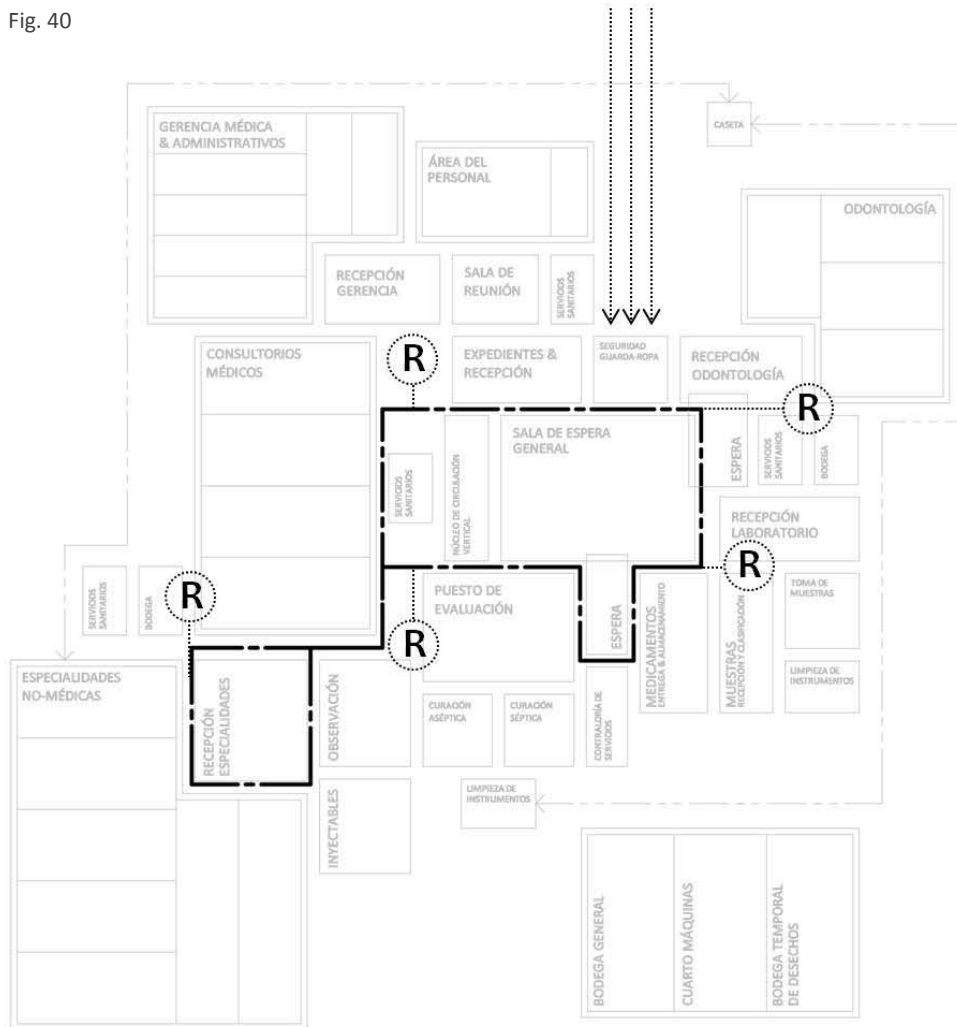 Fig. 40
CASETA
GERENCIA MÉDICA
& ADMINISTRATIVOS
ÁREA DEL
PERSONAL
ODONTOLOGÍA
RECEPCIÓN
GERENCIA
SALA DE
REUNIÓN
SERVICIOS
SANITARIOS
CONSULTORIOS
MÉDICOS
R
EXPEDIENTES &
RECEPCIÓN
SEGURIDAD
GUARDA-ROPA
RECEPCIÓN
ODONTOLOGÍA
R
SERVICIOS
SANITARIOS
NÚCLEO DE CIRCULACIÓN
VERTICAL
SALA DE ESPERA
GENERAL
ESPERA
SERVICIOS
SANITARIOS
BODEGA
RECEPCIÓN
LABORATORIO
SERVICIOS
SANITARIOS
BODEGA
R
R
PUESTO DE
EVALUACIÓN
ESPERA
R
MEDICAMENTOS
ENTREGA & ALMACENAMIENTO
MUESTRAS
RECEPCIÓN Y CLASIFICACIÓN
TOMA DE
MUESTRAS
LIMPIEZA DE
INSTRUMENTOS
ESPECIALIDADES
NO-MÉDICAS
RECEPCIÓN
ESPECIALIDADES
OBSERVACIÓN
CURACIÓN
ASÉPTICA
CURACIÓN
SÉPTICA
CONTRALORÍA DE
SERVICIOS
INYECTABLES
LIMPIEZA DE
INSTRUMENTOS
BODEGA GENERAL
CUARTO MÁQUINAS
BODEGA TEMPORAL
DE DESECHOS